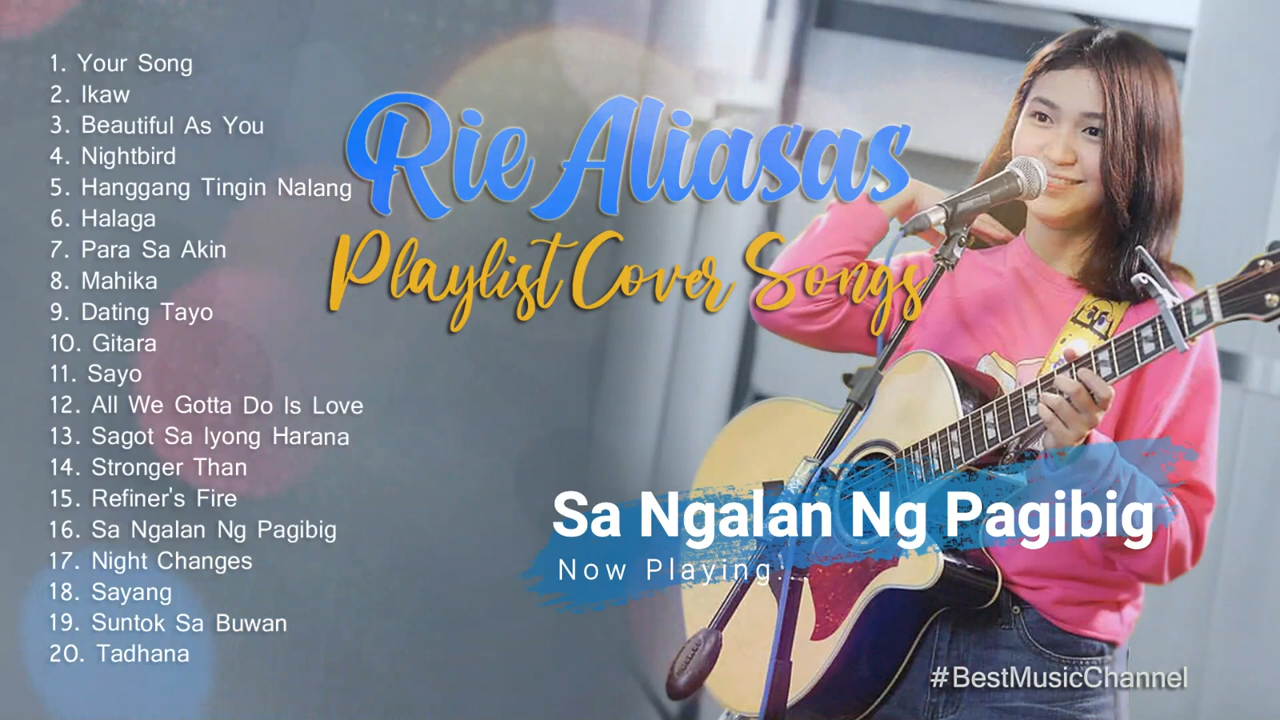 1. Your Song
2. Ikaw
3. Beautiful As You
4. Nightbird
5. Hanggang Tingin Nalang
6. Halaga
7. Para Sa Akin
8. Mahika
9. Dating Tayo
10. Gitara
11. Sayo
12. All We Gotta Do Is Love
13. Sagot Sa Iyong Harana
14. Stronger Than
15. Refiner's Fire
16. Sa Ngalan Ng Pagibig
17. Night Changes
18. Sayang
19. Suntok Sa Buwan
20. Tadhana
Rie Aliasas
Playlist Cover Songs
Sa Ngalan Ng Pagibig
Now Playing...
#BestMusicChannel